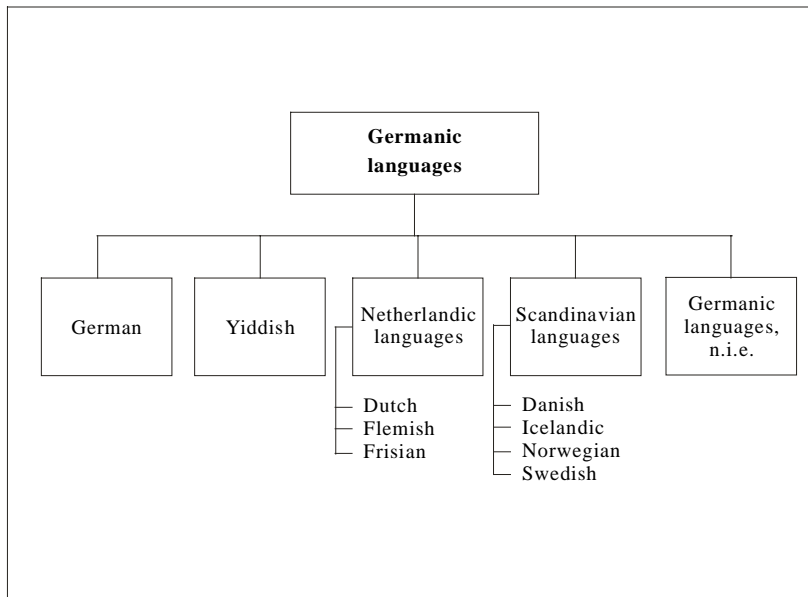 Germanic
languages
German
Yiddish
Netherlandic
languages
Dutch
Flemish
Frisian
Scandinavian
languages
Danish
Icelandic
Norwegian
Swedish
Germanic
languages,
n.i.e.